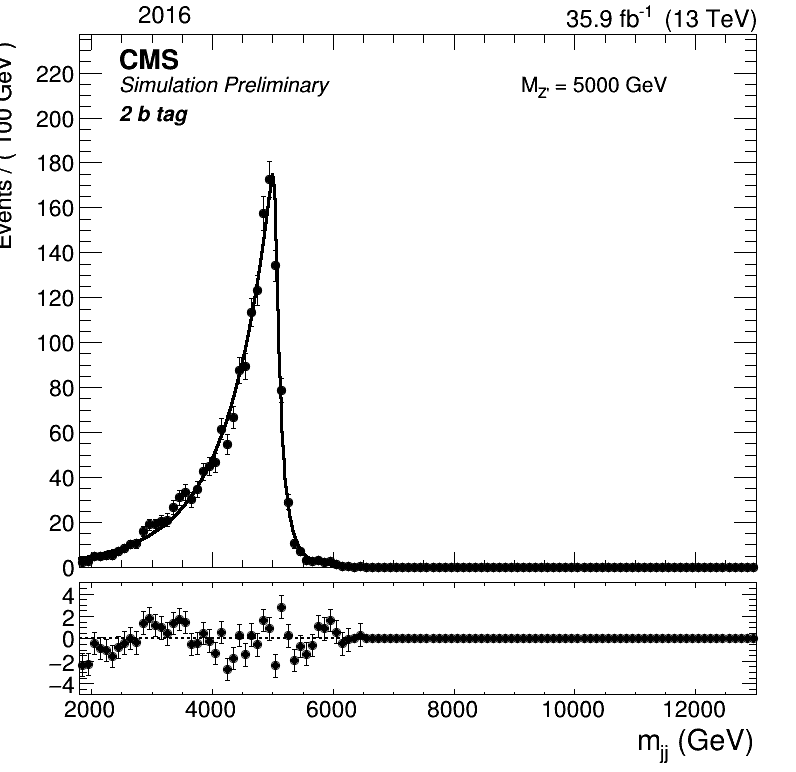 2016 35.9 fb⁻¹ (13 TeV)
CMS
Simulation Preliminary
M_Z' = 5000 GeV
2 b tag
Events / ( 100 GeV )
220
200
180
160
140
120
100
80
60
40
20
0
4
2
0
−2
−4
2000 4000 6000 8000 10000 12000
m_jj (GeV)